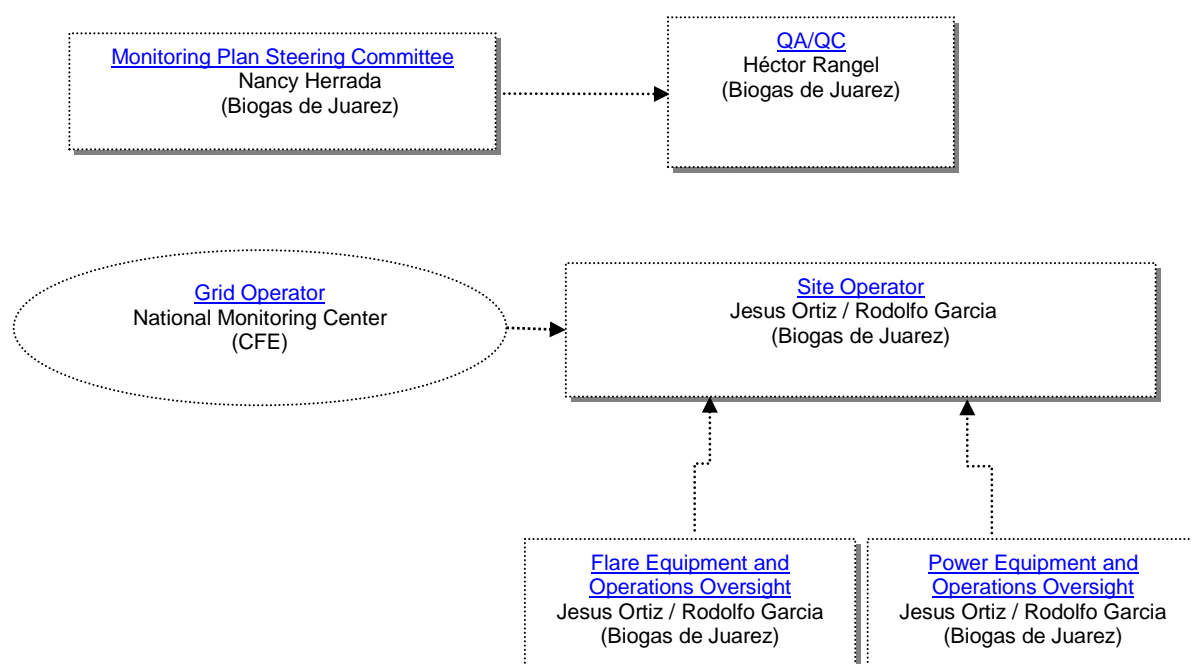 Monitoring Plan Steering Committee
Nancy Herrada
(Biogas de Juarez)
QA/QC
Héctor Rangel
(Biogas de Juarez)
Grid Operator
National Monitoring Center
(CFE)
Site Operator
Jesus Ortiz / Rodolfo Garcia
(Biogas de Juarez)
Flare Equipment and
Operations Oversight
Jesus Ortiz / Rodolfo Garcia
(Biogas de Juarez)
Power Equipment and
Operations Oversight
Jesus Ortiz / Rodolfo Garcia
(Biogas de Juarez)